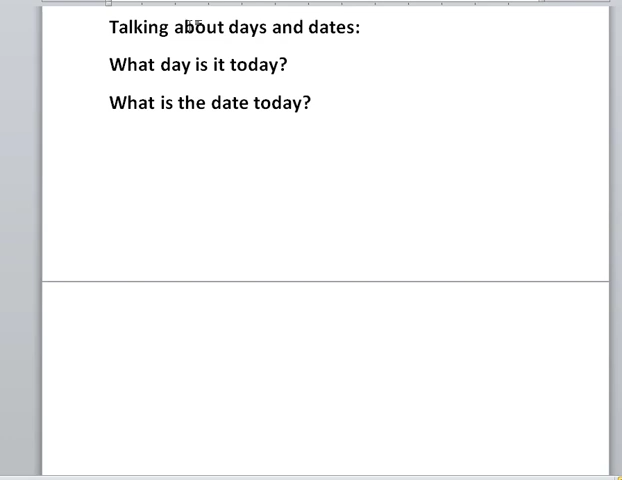 Talking about days and dates:
What day is it today?
What is the date today?